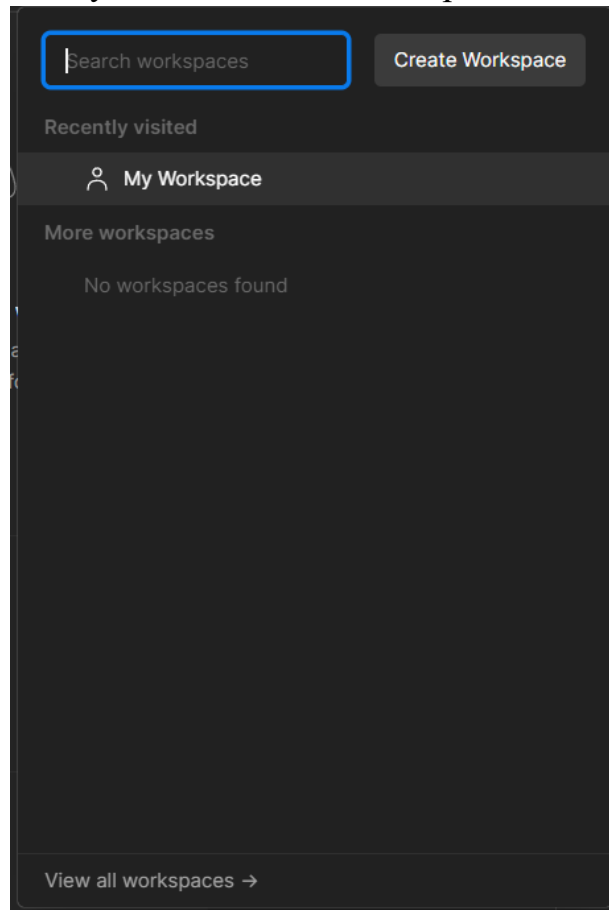 Search workspaces
Create Workspace
Recently visited
My Workspace
More workspaces
No workspaces found
View all workspaces →